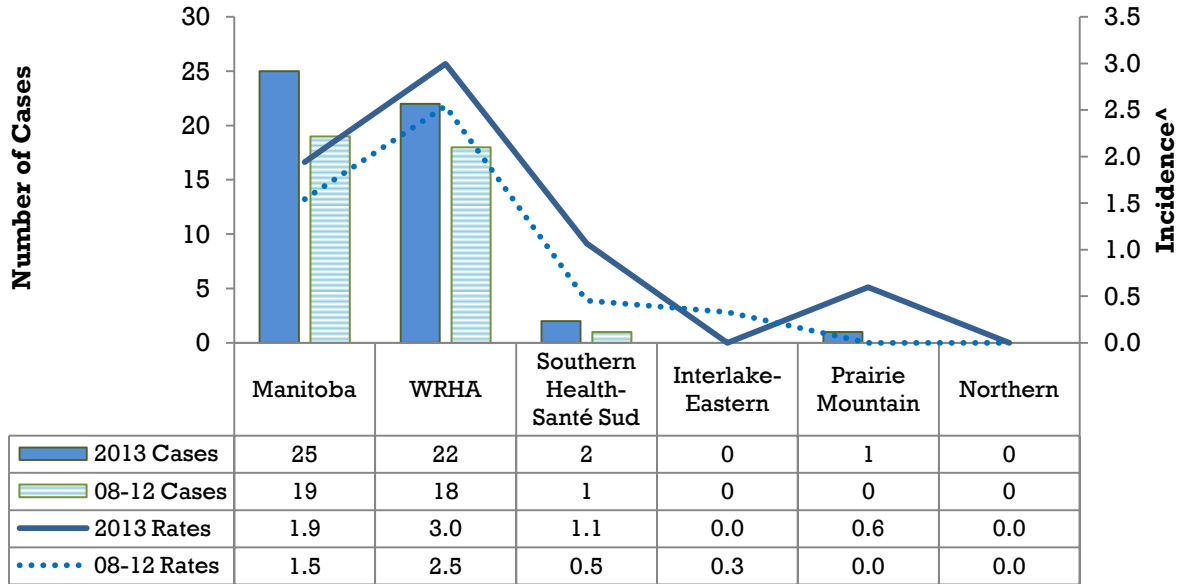 Number of Cases
30
25
20
15
10
5
0
3.5
3.0
2.5
2.0
1.5
1.0
0.5
0.0
Incidence^
Manitoba
WRHA
Southern
Health-
Santé Sud
Interlake-
Eastern
Prairie
Mountain
Northern
2013 Cases 25 22 2 0 1 0
08-12 Cases 19 18 1 0 0 0
2013 Rates 1.9 3.0 1.1 0.0 0.6 0.0
08-12 Rates 1.5 2.5 0.5 0.3 0.0 0.0